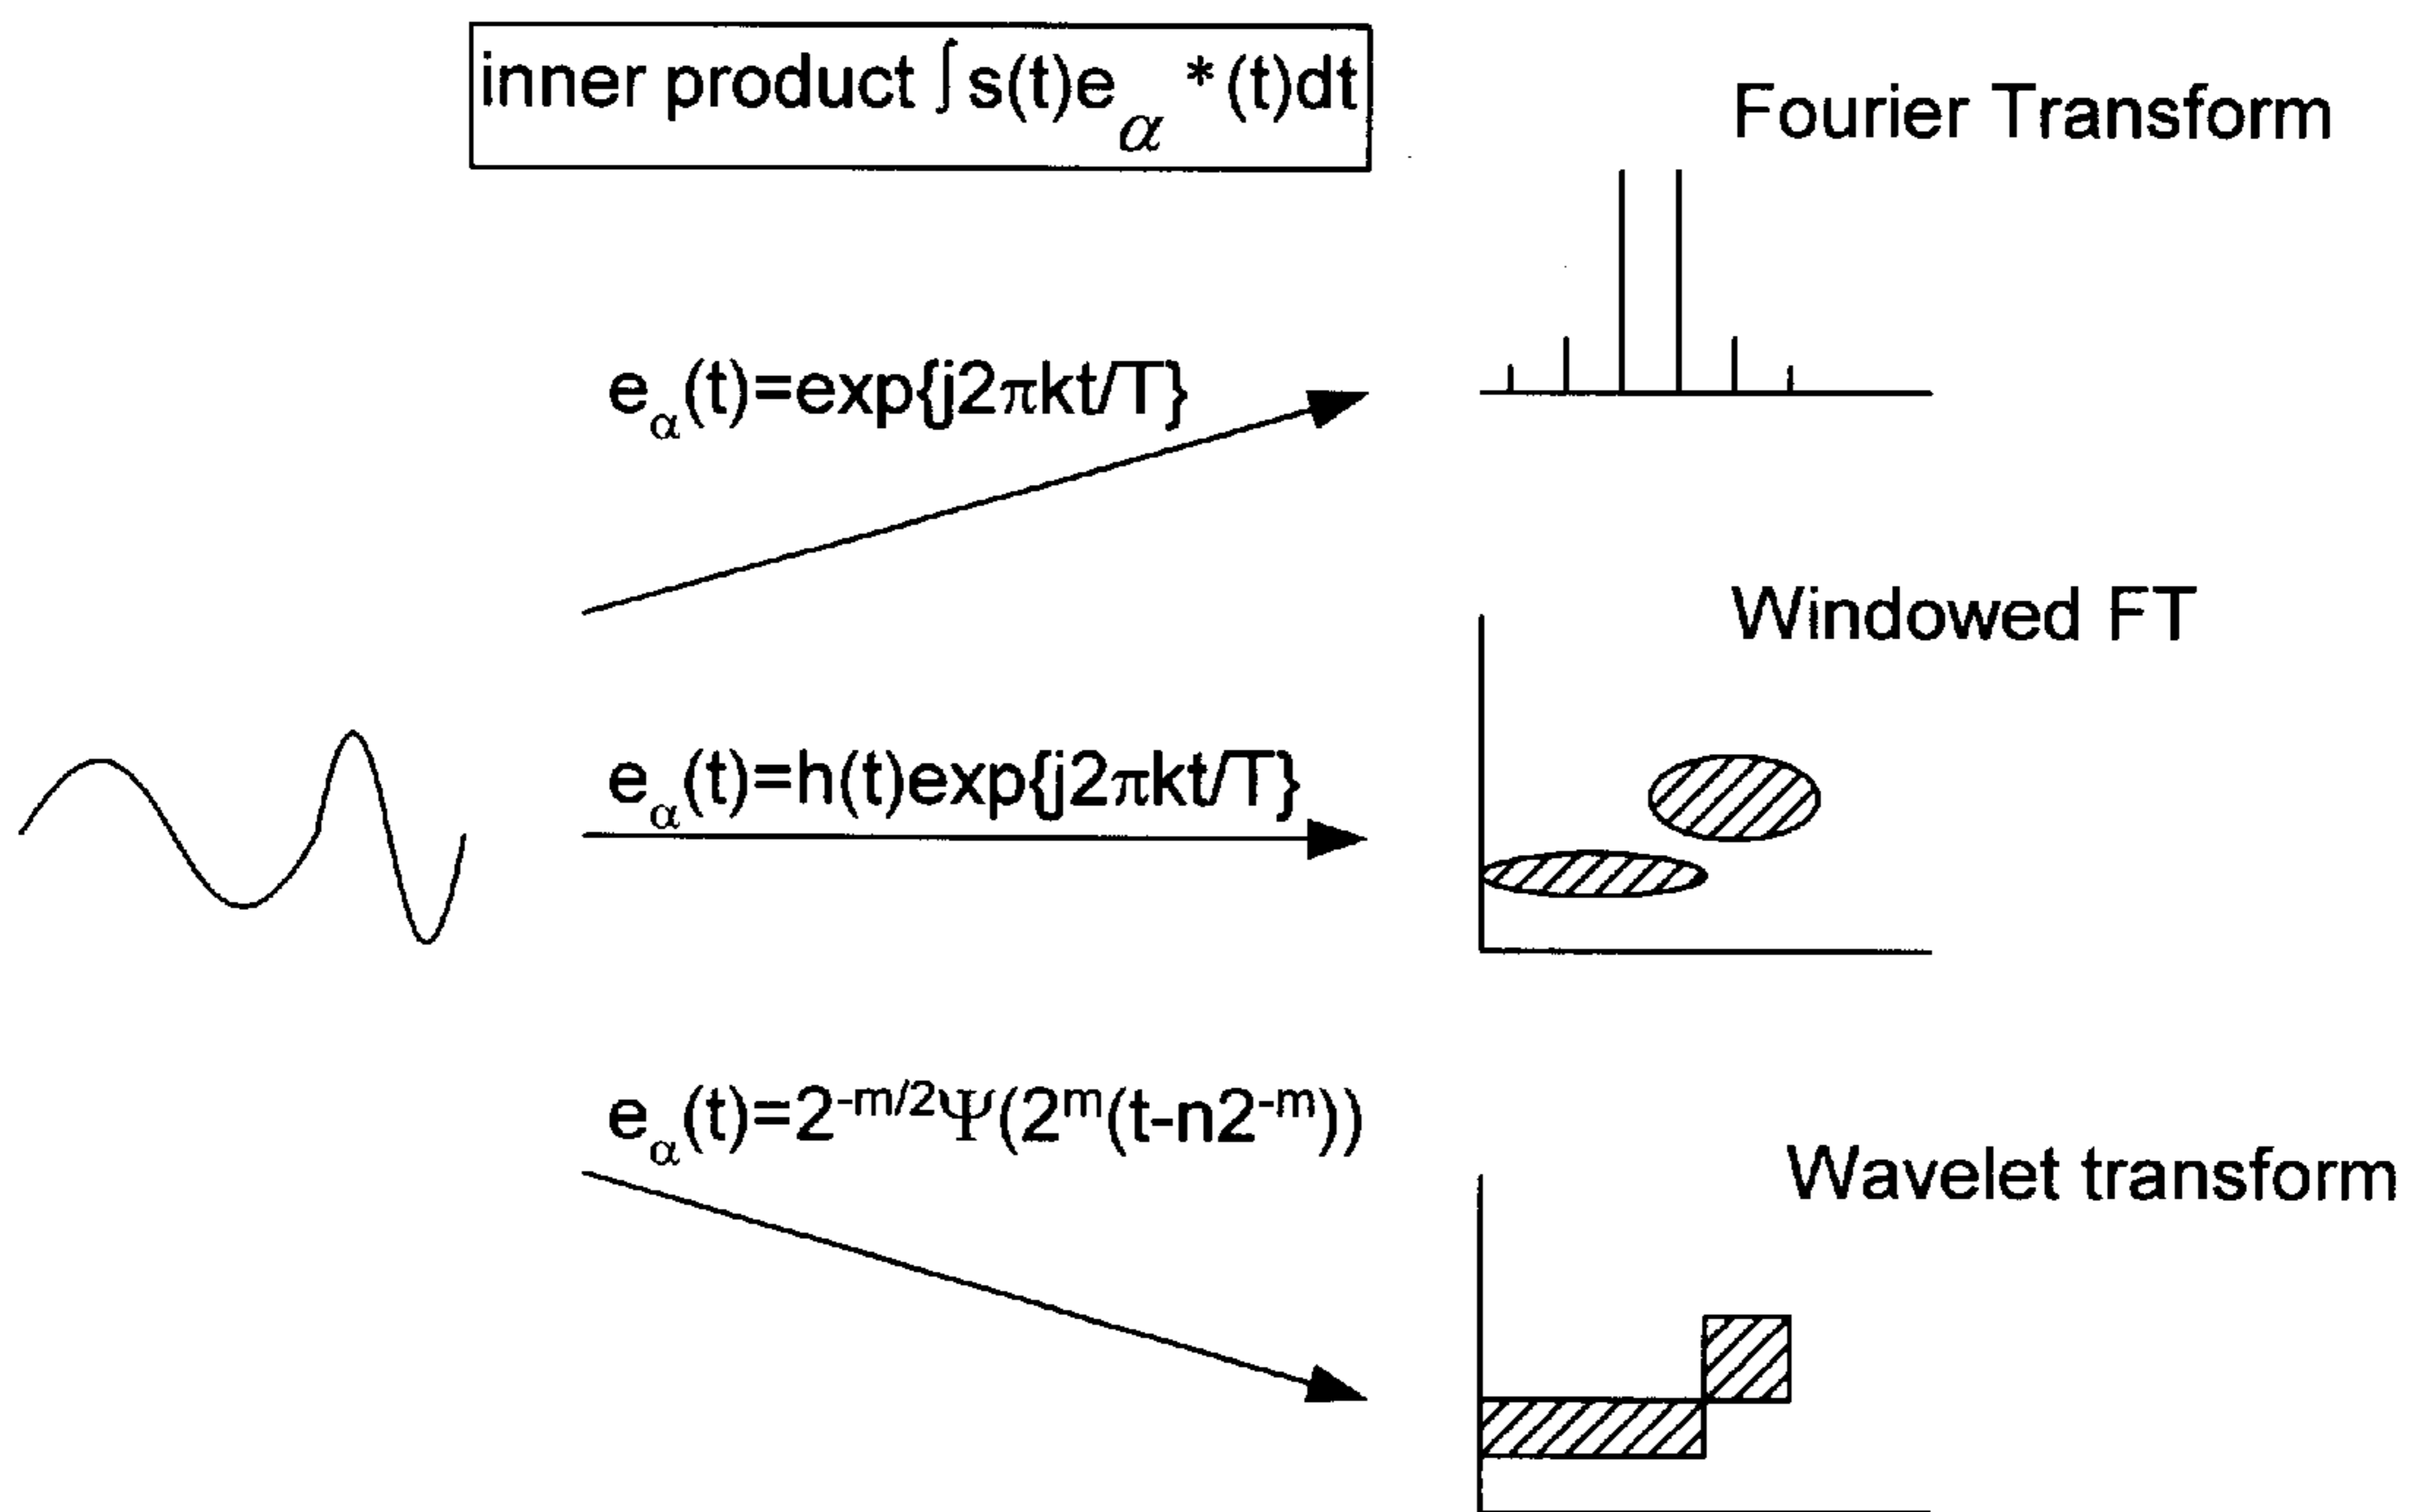 inner product ∫s(t)e_α*(t)dt
Fourier Transform
e_α(t)=exp{j2πkt/T}
Windowed FT
e_α(t)=h(t)exp{j2πkt/T}
e_α(t)=2^{-m/2}Ψ(2^m(t-n2^{-m}))
Wavelet transform